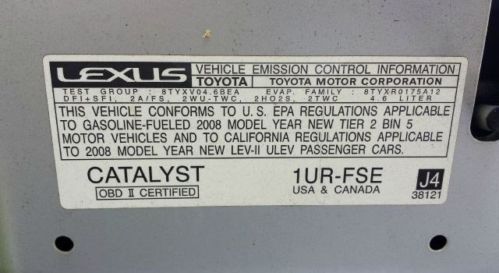 LEXUS VEHICLE EMISSION CONTROL INFORMATION
TOYOTA TOYOTA MOTOR CORPORATION
TEST GROUP : 8TYXV04.6BEA EVAP. FAMILY : 8TYXR0175A12
DFI+SFI, 2A/FS, 2WU-TWC, 2HO2S, 2TWC 4.6 LITER
THIS VEHICLE CONFORMS TO U.S. EPA REGULATIONS APPLICABLE
TO GASOLINE-FUELED 2008 MODEL YEAR NEW TIER 2 BIN 5
MOTOR VEHICLES AND TO CALIFORNIA REGULATIONS APPLICABLE
TO 2008 MODEL YEAR NEW LEV-II ULEV PASSENGER CARS.
CATALYST 1UR-FSE J4
OBD II CERTIFIED USA & CANADA 38121